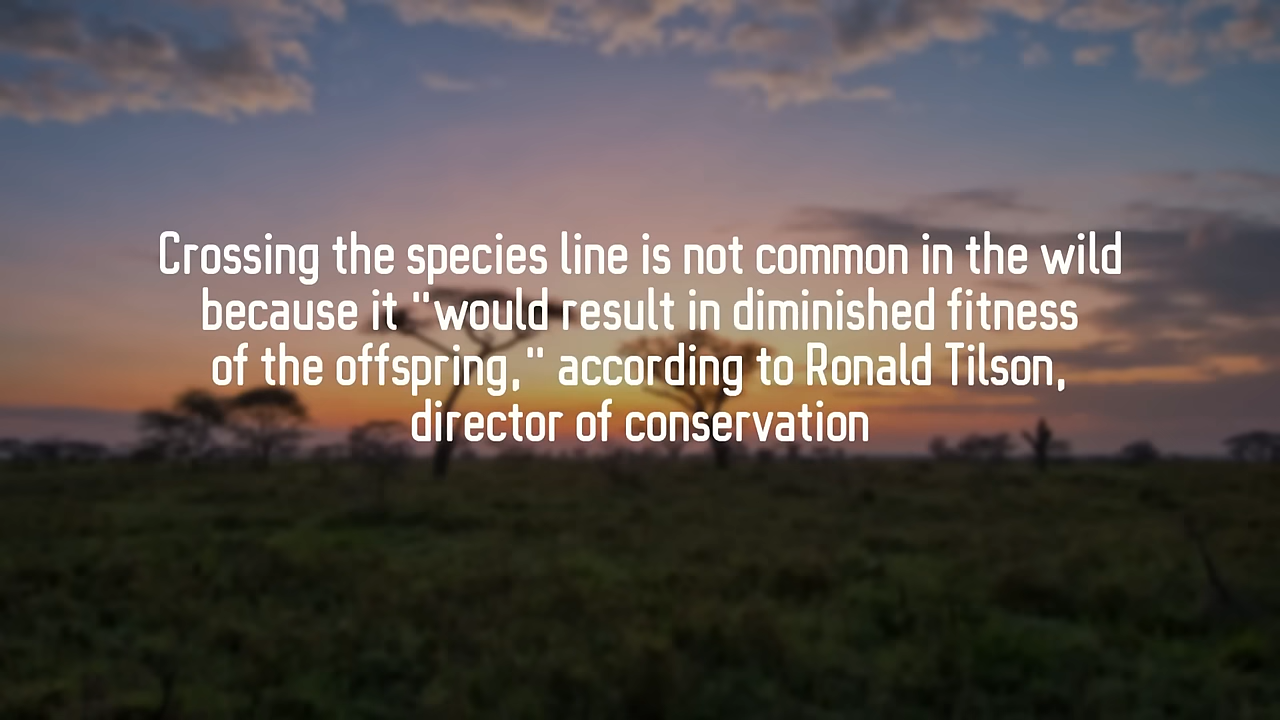 Crossing the species line is not common in the wild
because it "would result in diminished fitness
of the offspring," according to Ronald Tilson,
director of conservation